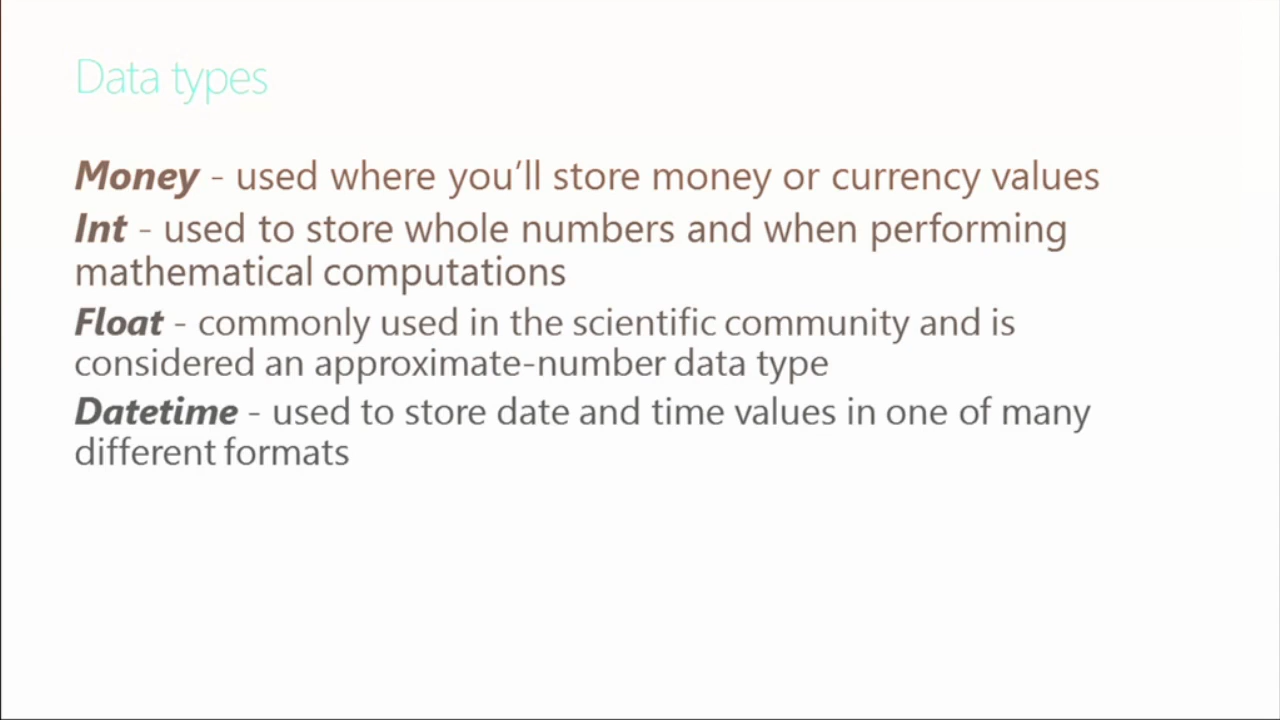 Data types
Money - used where you’ll store money or currency values
Int - used to store whole numbers and when performing
mathematical computations
Float - commonly used in the scientific community and is
considered an approximate-number data type
Datetime - used to store date and time values in one of many
different formats